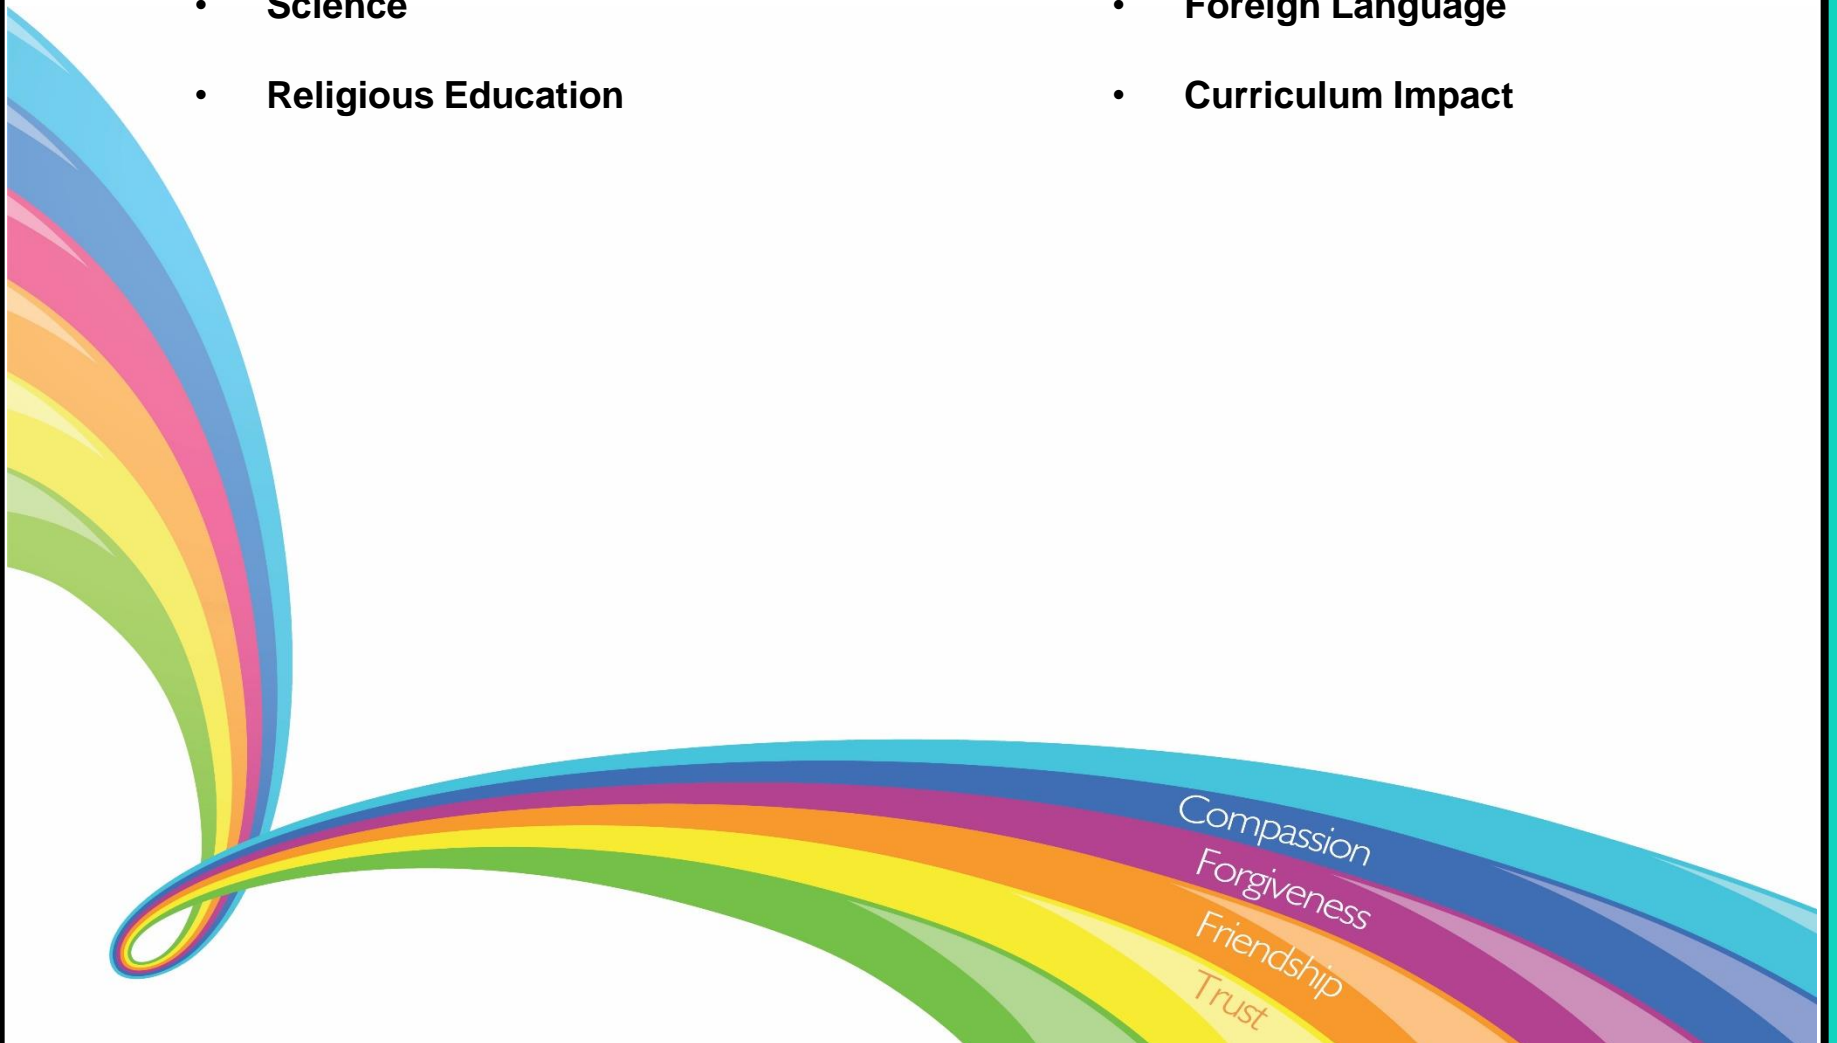 • Science
• Foreign Language
• Religious Education
• Curriculum Impact
Compassion
Forgiveness
Friendship
Trust